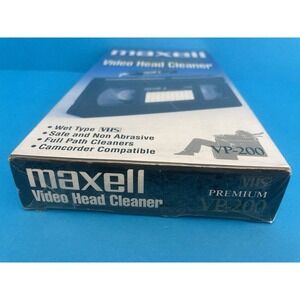 maxell
Video Head Cleaner
• Wet Type VHS
• Safe and Non Abrasive
• Full Path Cleaners
• Camcorder Compatible
VP-200
maxell
Video Head Cleaner
VHS
PREMIUM
VP-200